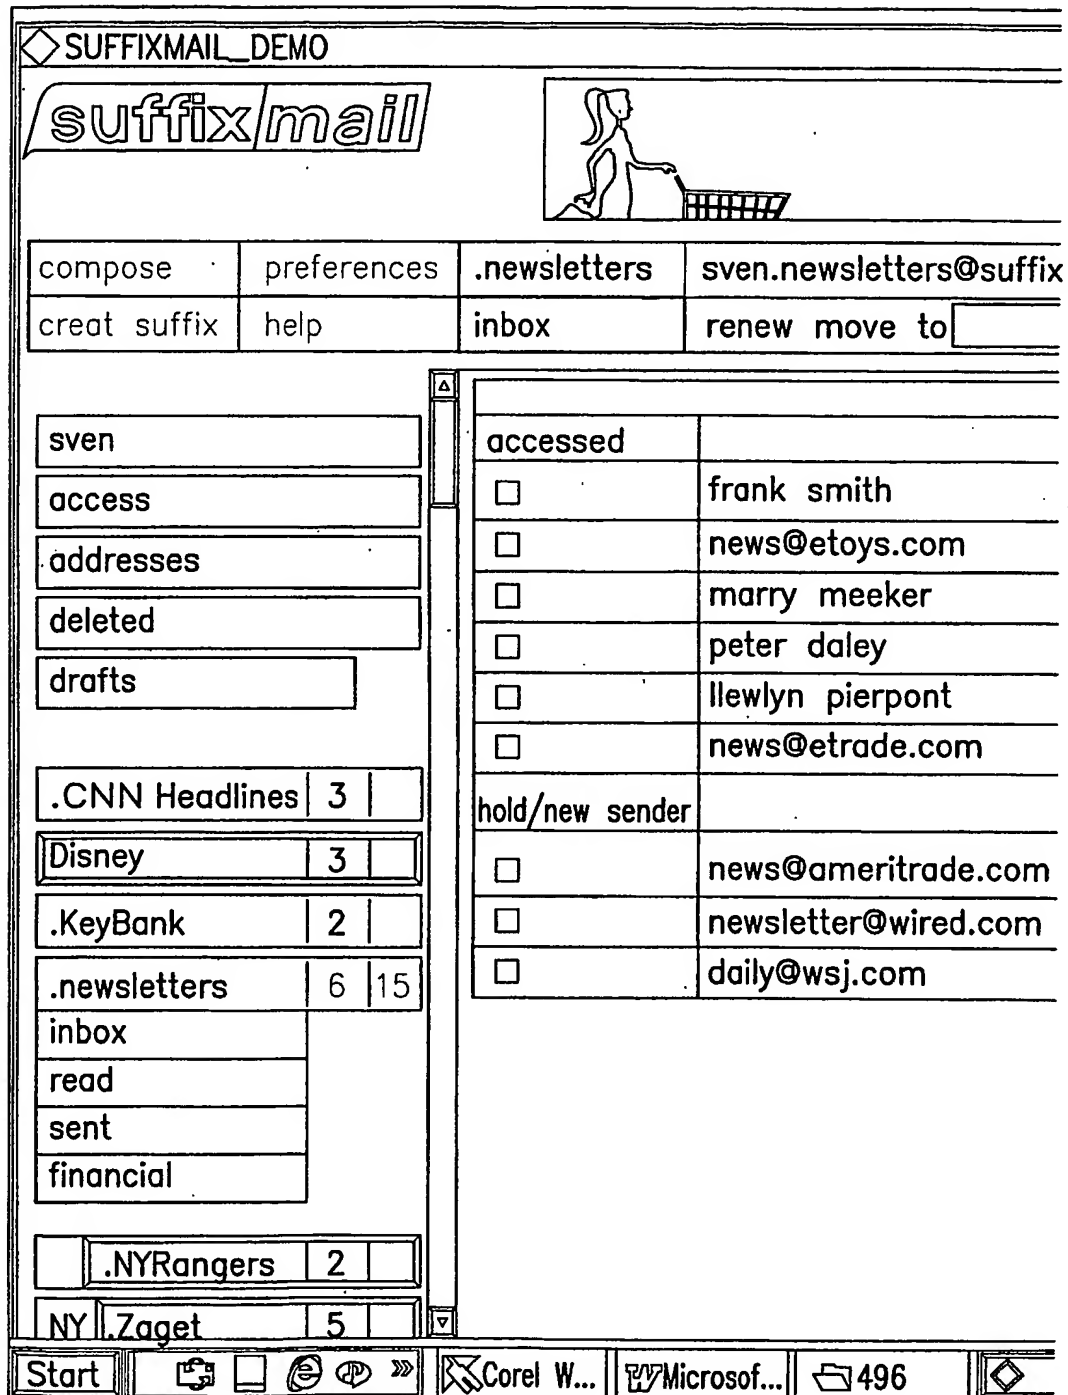 SUFFIXMAIL_DEMO
suffix/mail
compose preferences .newsletters sven.newsletters@suffix
creat suffix help inbox renew move to
sven
access
addresses
deleted
drafts
.CNN Headlines 3
Disney 3
.KeyBank 2
.newsletters 6 15
inbox
read
sent
financial
.NYRangers 2
NY .Zaget 5
accessed
frank smith
news@etoys.com
marry meeker
peter daley
llewlyn pierpont
news@etrade.com
hold/new sender
news@ameritrade.com
newsletter@wired.com
daily@wsj.com
Start Corel W... Microsof... 496